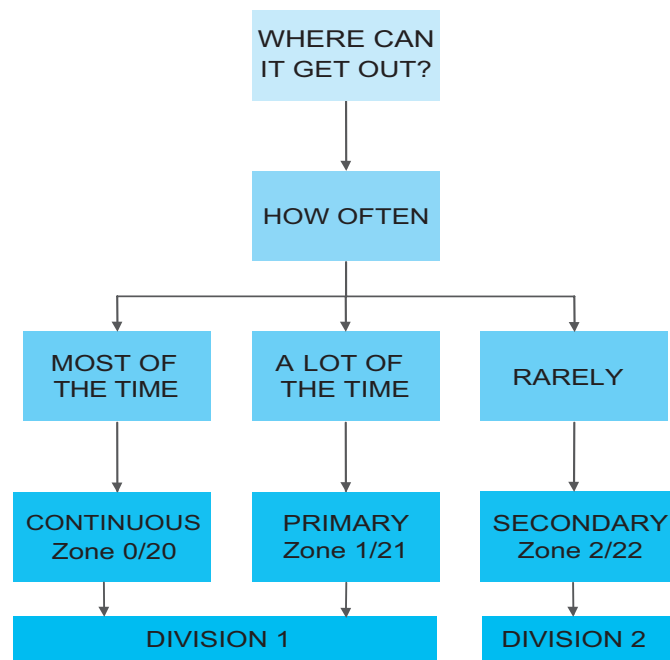 WHERE CAN
IT GET OUT?
HOW OFTEN
MOST OF
THE TIME
A LOT OF
THE TIME
RARELY
CONTINUOUS
Zone 0/20
PRIMARY
Zone 1/21
SECONDARY
Zone 2/22
DIVISION 1
DIVISION 2